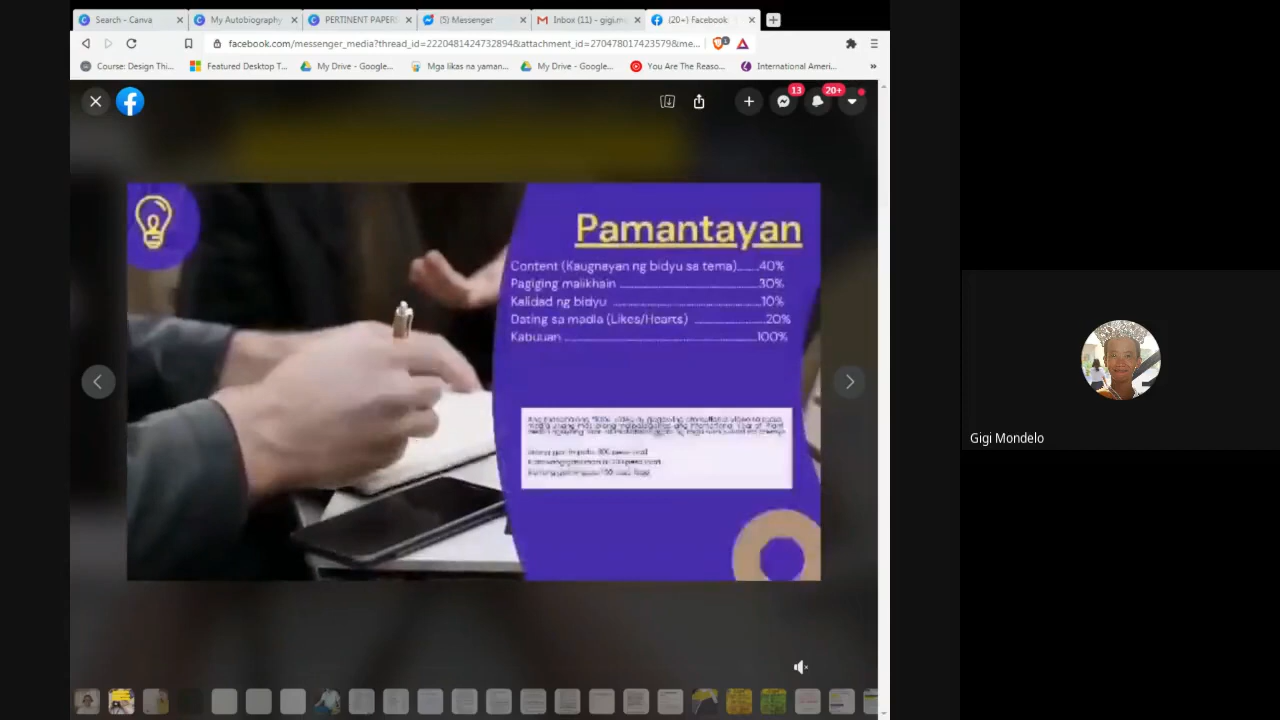 Search - Canva
My Autobiography
PERTINENT PAPERS
(5) Messenger
Inbox (11) - gigi.m
(20+) Facebook
facebook.com/messenger_media?thread_id=2220481424732894&attachment_id=270478017423579&me...
Course: Design Thi...
Featured Desktop T...
My Drive - Google...
Mga likas na yaman...
My Drive - Google...
You Are The Reaso...
International Ameri...
13
20+
Pamantayan
Content (Kaugnayan ng bidyu sa tema)......40%
Pagiging malikhain ......30%
Kalidad ng bidyu ......10%
Dating sa madla (Likes/Hearts) ......20%
Kabuuan ......100%
Gigi Mondelo